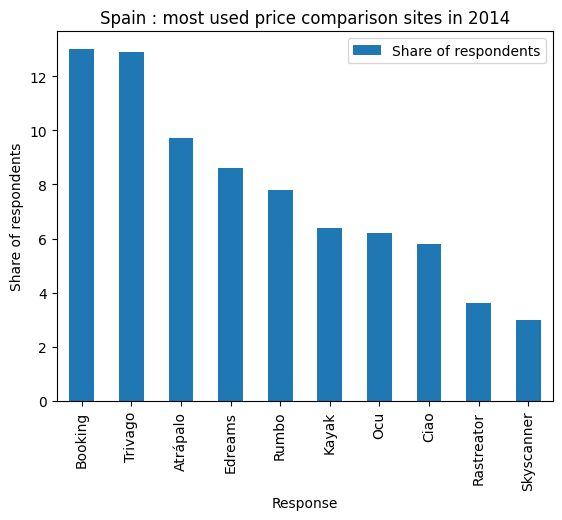 Spain : most used price comparison sites in 2014
Share of respondents
Share of respondents
12
10
8
6
4
2
0
Booking
Trivago
Atrápalo
Edreams
Rumbo
Kayak
Ocu
Ciao
Rastreator
Skyscanner
Response